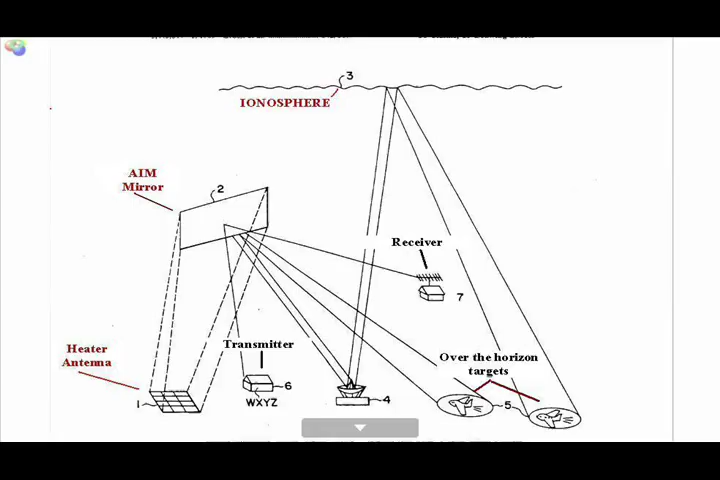 3
IONOSPHERE
AIM
Mirror
2
Receiver
7
Heater
Antenna
Transmitter
Over the horizon
targets
1
6
WXYZ
4
5